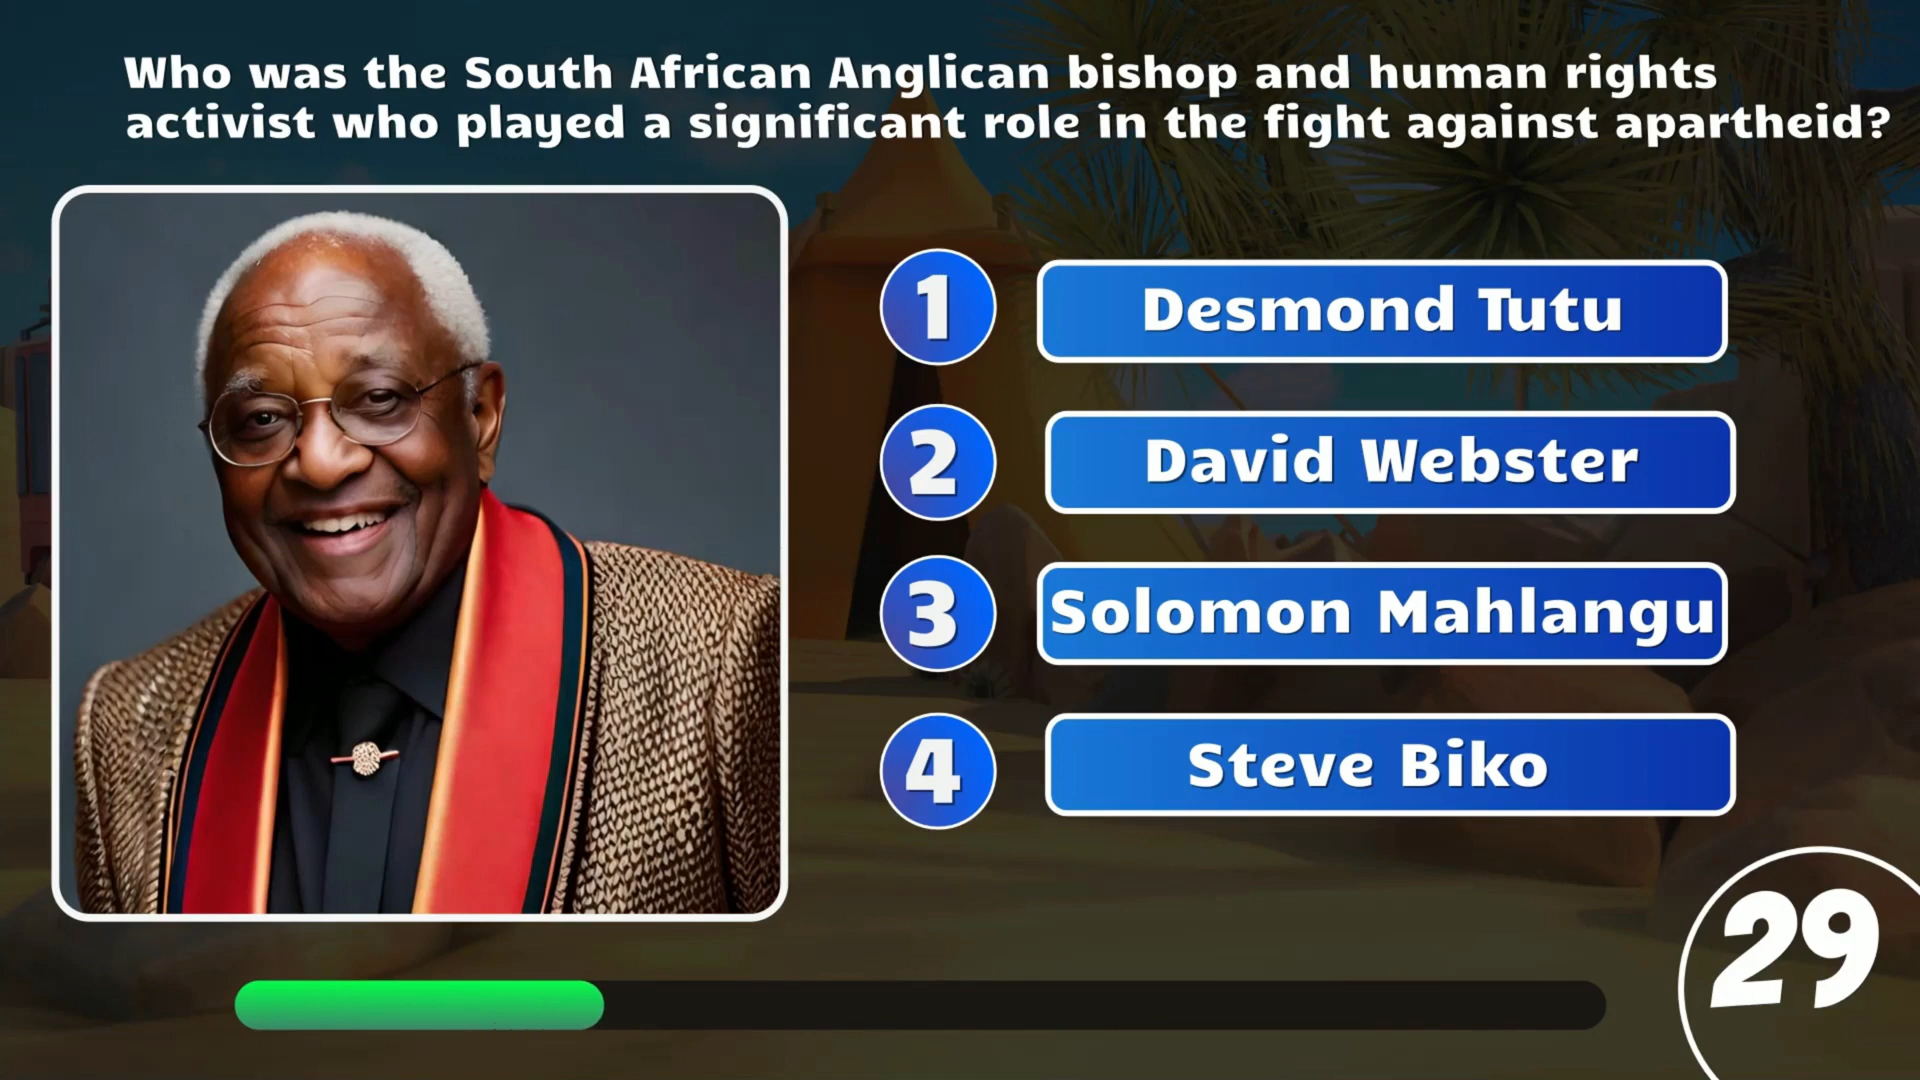 Who was the South African Anglican bishop and human rights
activist who played a significant role in the fight against apartheid?
1 Desmond Tutu
2 David Webster
3 Solomon Mahlangu
4 Steve Biko
29